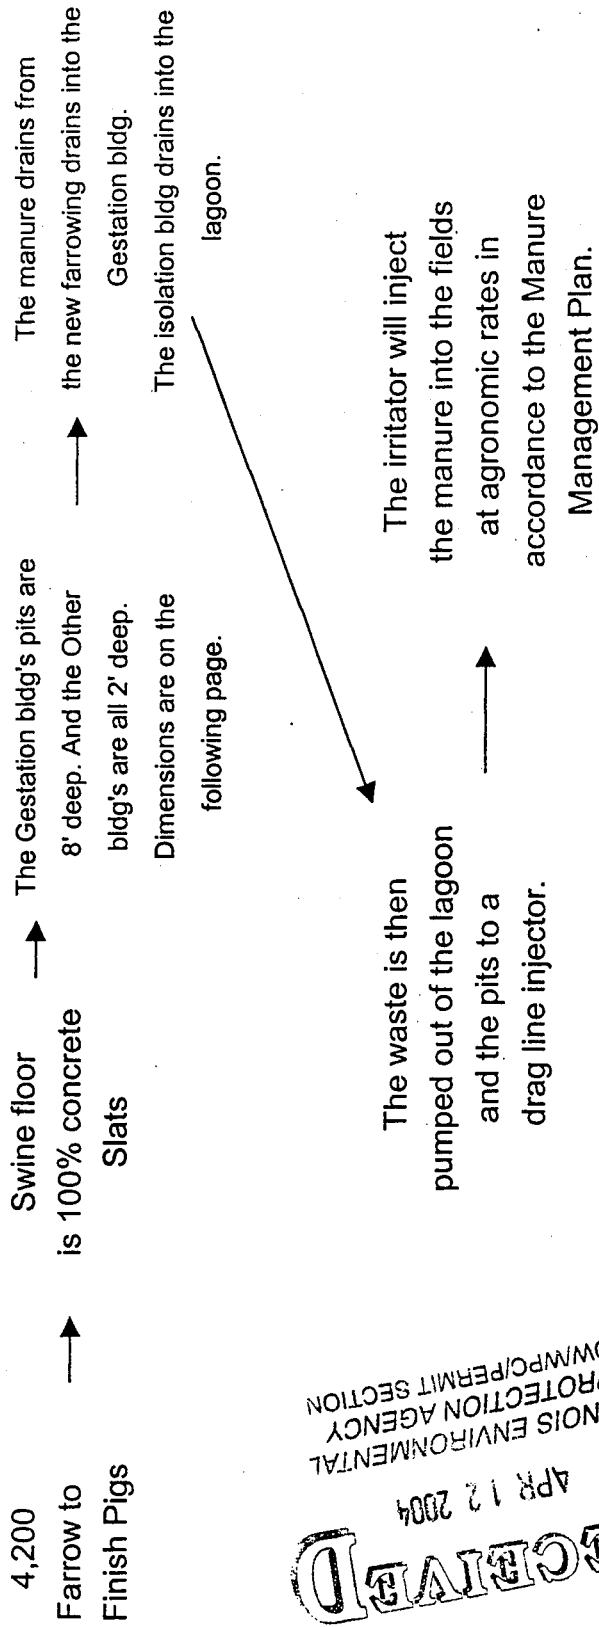 4,200
Farrow to
Finish Pigs
Swine floor
is 100% concrete
Slats
The Gestation bldg's pits are
8' deep. And the Other
bldg's are all 2' deep.
Dimensions are on the
following page.
The manure drains from
the new farrowing drains into the
Gestation bldg.
The isolation bldg drains into the
lagoon.
The waste is then
pumped out of the lagoon
and the pits to a
drag line injector.
The irritator will inject
the manure into the fields
at agronomic rates in
accordance to the Manure
Management Plan.
ECEIVED
APR 12 2004
NOIS ENVIRONMENTAL
PROTECTION AGENCY
OW/WPC/PERMIT SECTION